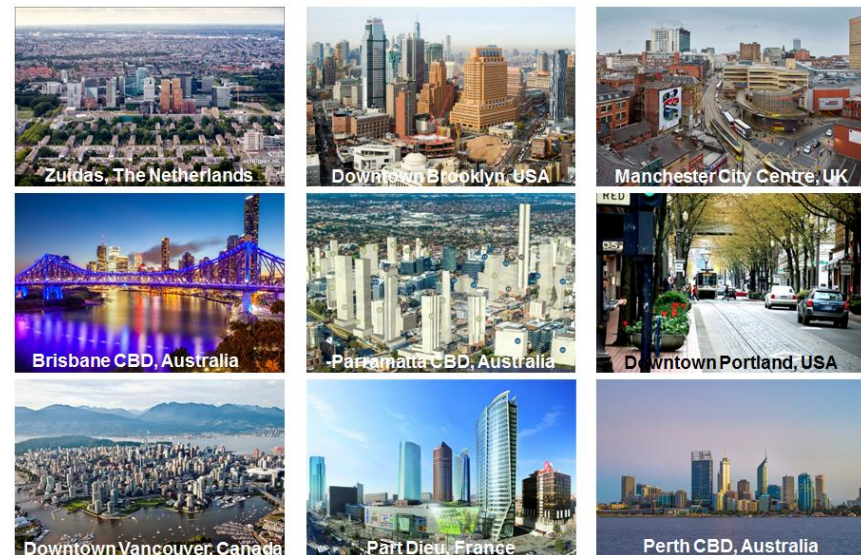 Zuidas, The Netherlands
Downtown Brooklyn, USA
Manchester City Centre, UK
Brisbane CBD, Australia
-Parramatta CBD, Australia
RED
Downtown Portland, USA
Downtown Vancouver, Canada
Part Dieu, France
Perth CBD, Australia